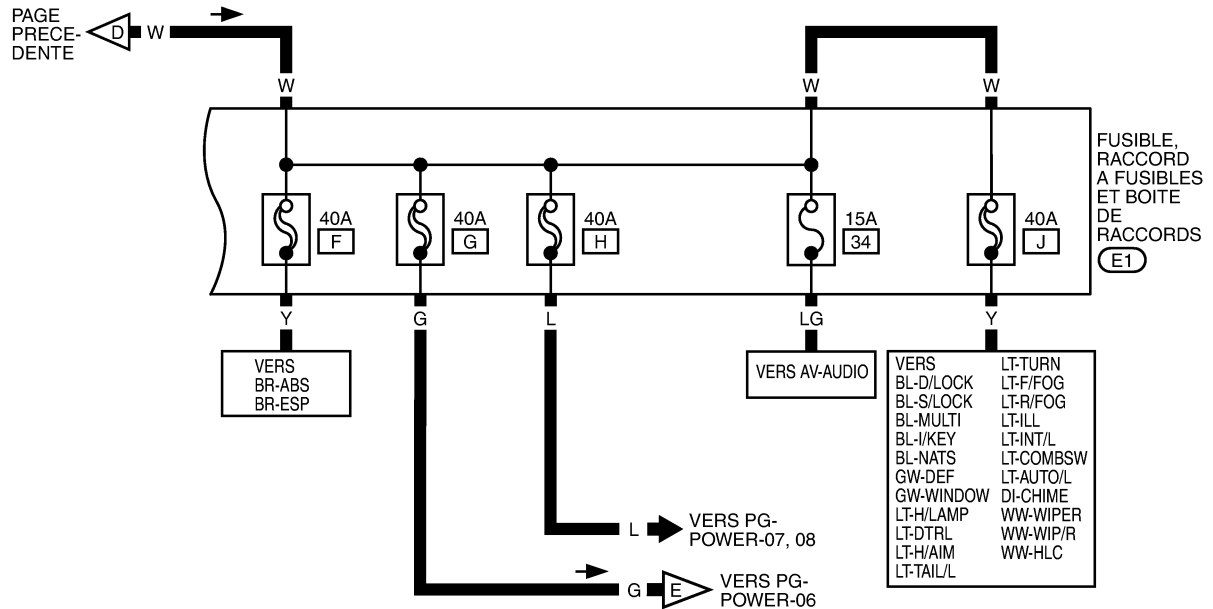 PAGE
PRECE-
DENTE
D
W
W
W
W
FUSIBLE,
RACCORD
A FUSIBLES
ET BOITE
DE
RACCORDS
E1
40A
F
40A
G
40A
H
15A
34
40A
J
Y
G
L
LG
Y
VERS
BR-ABS
BR-ESP
VERS AV-AUDIO
VERS
BL-D/LOCK
BL-S/LOCK
BL-MULTI
BL-I/KEY
BL-NATS
GW-DEF
GW-WINDOW
LT-H/LAMP
LT-DTRL
LT-H/AIM
LT-TAIL/L
LT-TURN
LT-F/FOG
LT-R/FOG
LT-ILL
LT-INT/L
LT-COMBSW
LT-AUTO/L
DI-CHIME
WW-WIPER
WW-WIP/R
WW-HLC
L
VERS PG-
POWER-07, 08
G
E
VERS PG-
POWER-06